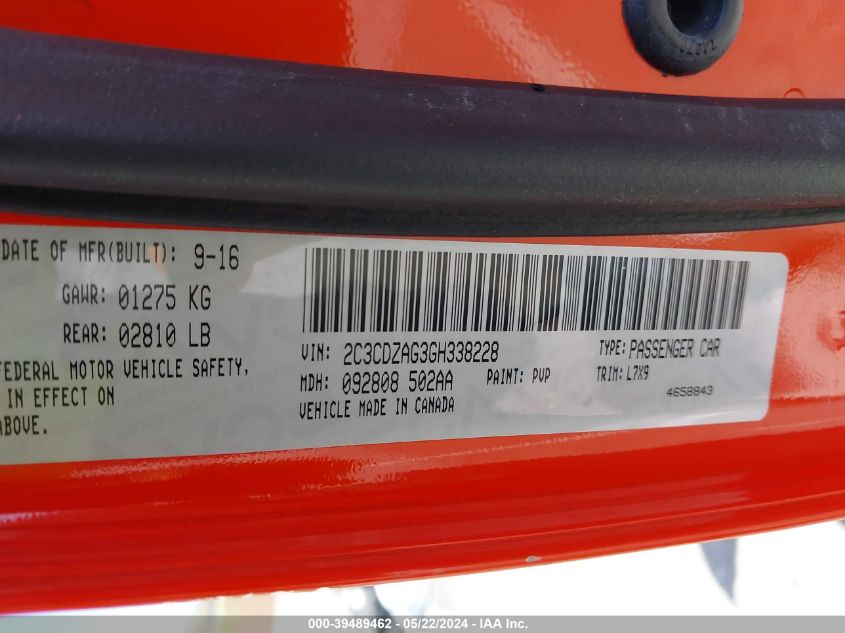 DATE OF MFR(BUILT): 9-16
GAWR: 01275 KG
REAR: 02810 LB
FEDERAL MOTOR VEHICLE SAFETY,
IN EFFECT ON
ABOVE.
VIN: 2C3CDZAG3GH338228
TYPE: PASSENGER CAR
MDH: 092808 502AA
PAINT: PVP
TRIM: L7X9
VEHICLE MADE IN CANADA
4658843
000-39489462 - 05/22/2024 - IAA Inc.